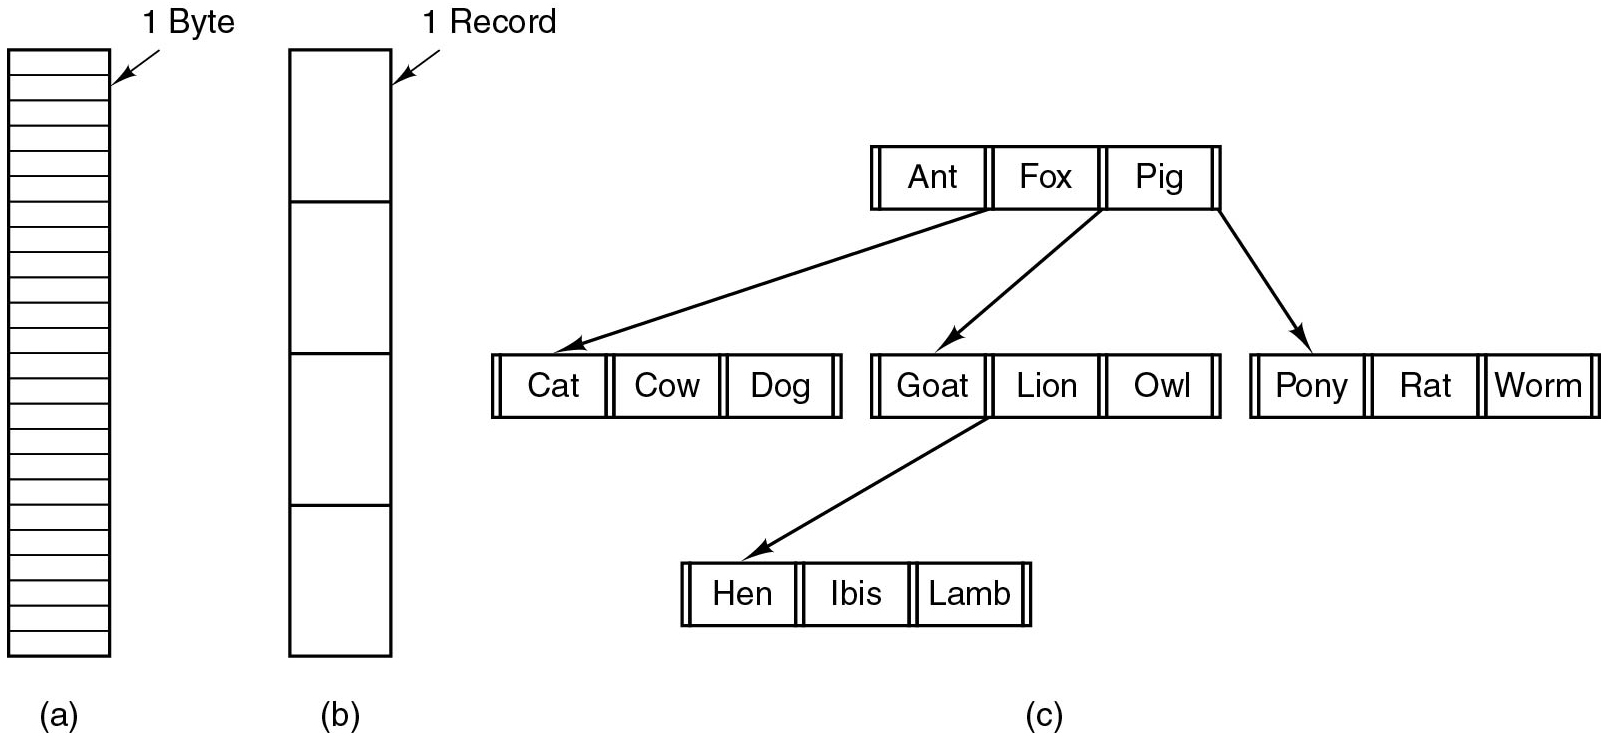 1 Byte
1 Record
Ant Fox Pig
Cat Cow Dog Goat Lion Owl Pony Rat Worm
Hen Ibis Lamb
(a) (b) (c)